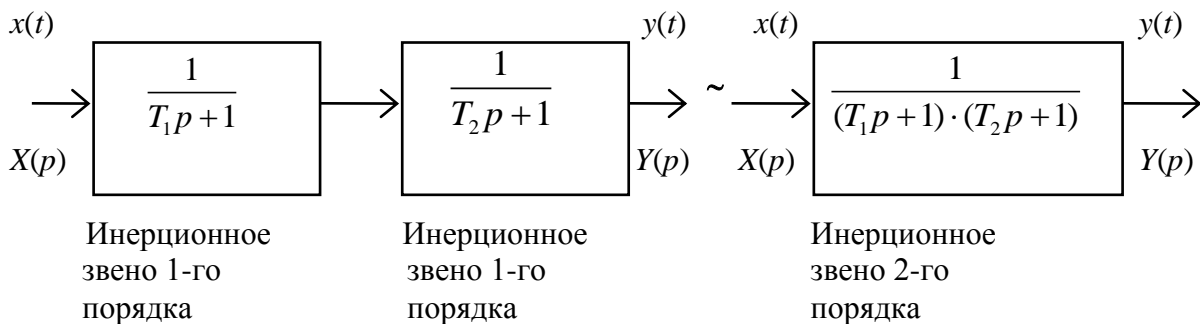 x(t) y(t) x(t) y(t)
1 / (T₁p + 1) 1 / (T₂p + 1) ~ 1 / ((T₁p + 1) · (T₂p + 1))
X(p) Y(p) X(p) Y(p)
Инерционное Инерционное Инерционное
звено 1-го звено 1-го звено 2-го
порядка порядка порядка